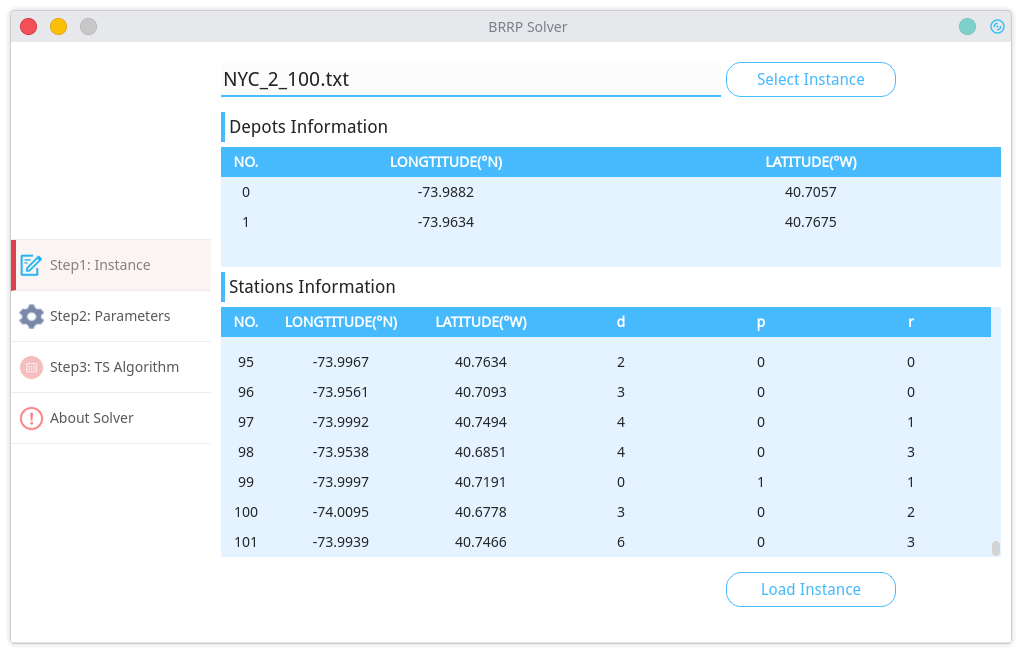 BRRP Solver
NYC_2_100.txt
Select Instance
Depots Information
NO. LONGTITUDE(°N) LATITUDE(°W)
0 -73.9882 40.7057
1 -73.9634 40.7675
Step1: Instance
Step2: Parameters
Step3: TS Algorithm
About Solver
Stations Information
NO. LONGTITUDE(°N) LATITUDE(°W) d p r
95 -73.9967 40.7634 2 0 0
96 -73.9561 40.7093 3 0 0
97 -73.9992 40.7494 4 0 1
98 -73.9538 40.6851 4 0 3
99 -73.9997 40.7191 0 1 1
100 -74.0095 40.6778 3 0 2
101 -73.9939 40.7466 6 0 3
Load Instance